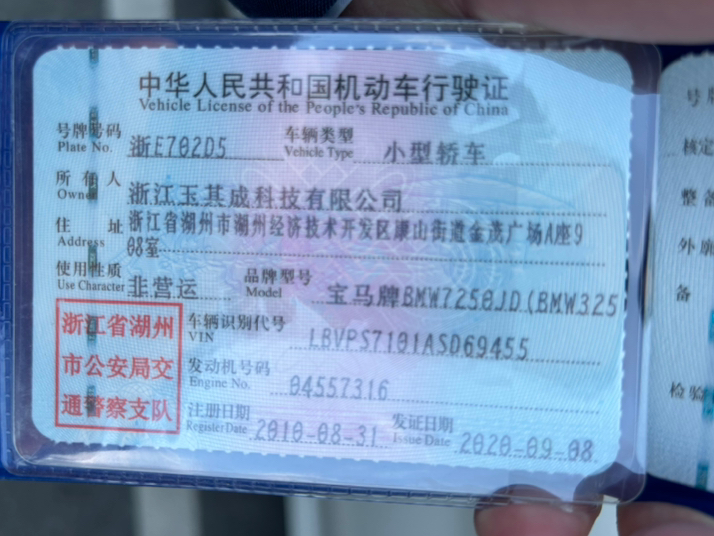 中华人民共和国机动车行驶证
Vehicle License of the People's Republic of China
号牌号码 浙E702D5 车辆类型 小型轿车
Plate No. Vehicle Type
所有人 浙江玉其成科技有限公司
Owner
住址 浙江省湖州市湖州经济技术开发区康山街道金茂广场A座9
Address 08室
使用性质 非营运 品牌型号 宝马牌BMW7250JD(BMW325
Use Character Model
浙江省湖州
市公安局交
通警察支队
车辆识别代号 LBVPS7101ASD69455
VIN
发动机号码 04557316
Engine No.
注册日期 2010-08-31 发证日期 2020-09-08
Register Date Issue Date
号牌
核定
整备
外廓
备
检验